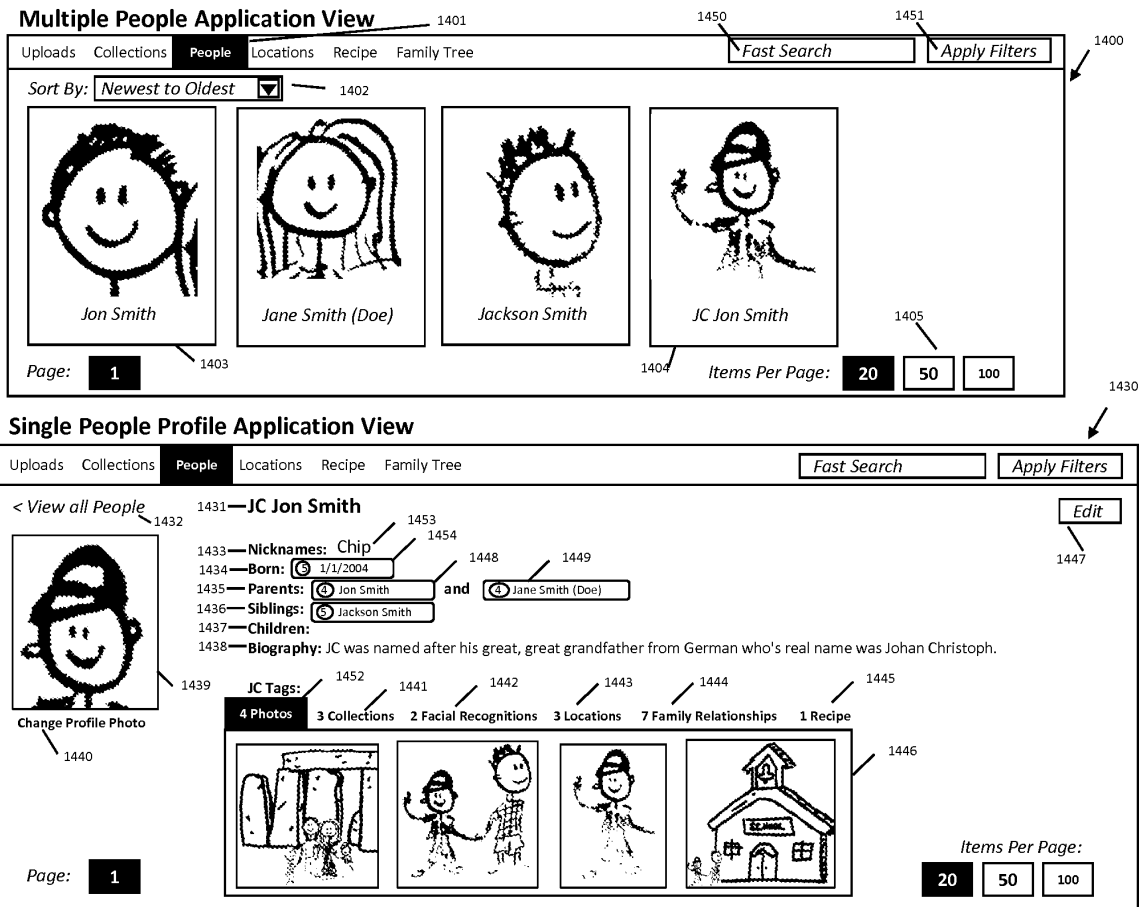 Multiple People Application View
1401
1450
1451
1400
Uploads Collections People Locations Recipe Family Tree Fast Search Apply Filters
Sort By: Newest to Oldest 1402
Jon Smith Jane Smith (Doe) Jackson Smith JC Jon Smith
1403
1404
1405
Page: 1 Items Per Page: 20 50 100
1430
Single People Profile Application View
Uploads Collections People Locations Recipe Family Tree Fast Search Apply Filters
< View all People
1432
1431 JC Jon Smith
Edit
1447
1453
1454
1448
1449
1433 Nicknames: Chip
1434 Born: 5 1/1/2004
1435 Parents: 4 Jon Smith and 4 Jane Smith (Doe)
1436 Siblings: 5 Jackson Smith
1437 Children:
1438 Biography: JC was named after his great, great grandfather from German who's real name was Johan Christoph.
1439
Change Profile Photo
1440
JC Tags:
1452
1441
1442
1443
1444
1445
4 Photos 3 Collections 2 Facial Recognitions 3 Locations 7 Family Relationships 1 Recipe
1446
SCHOOL
Page: 1
Items Per Page:
20 50 100